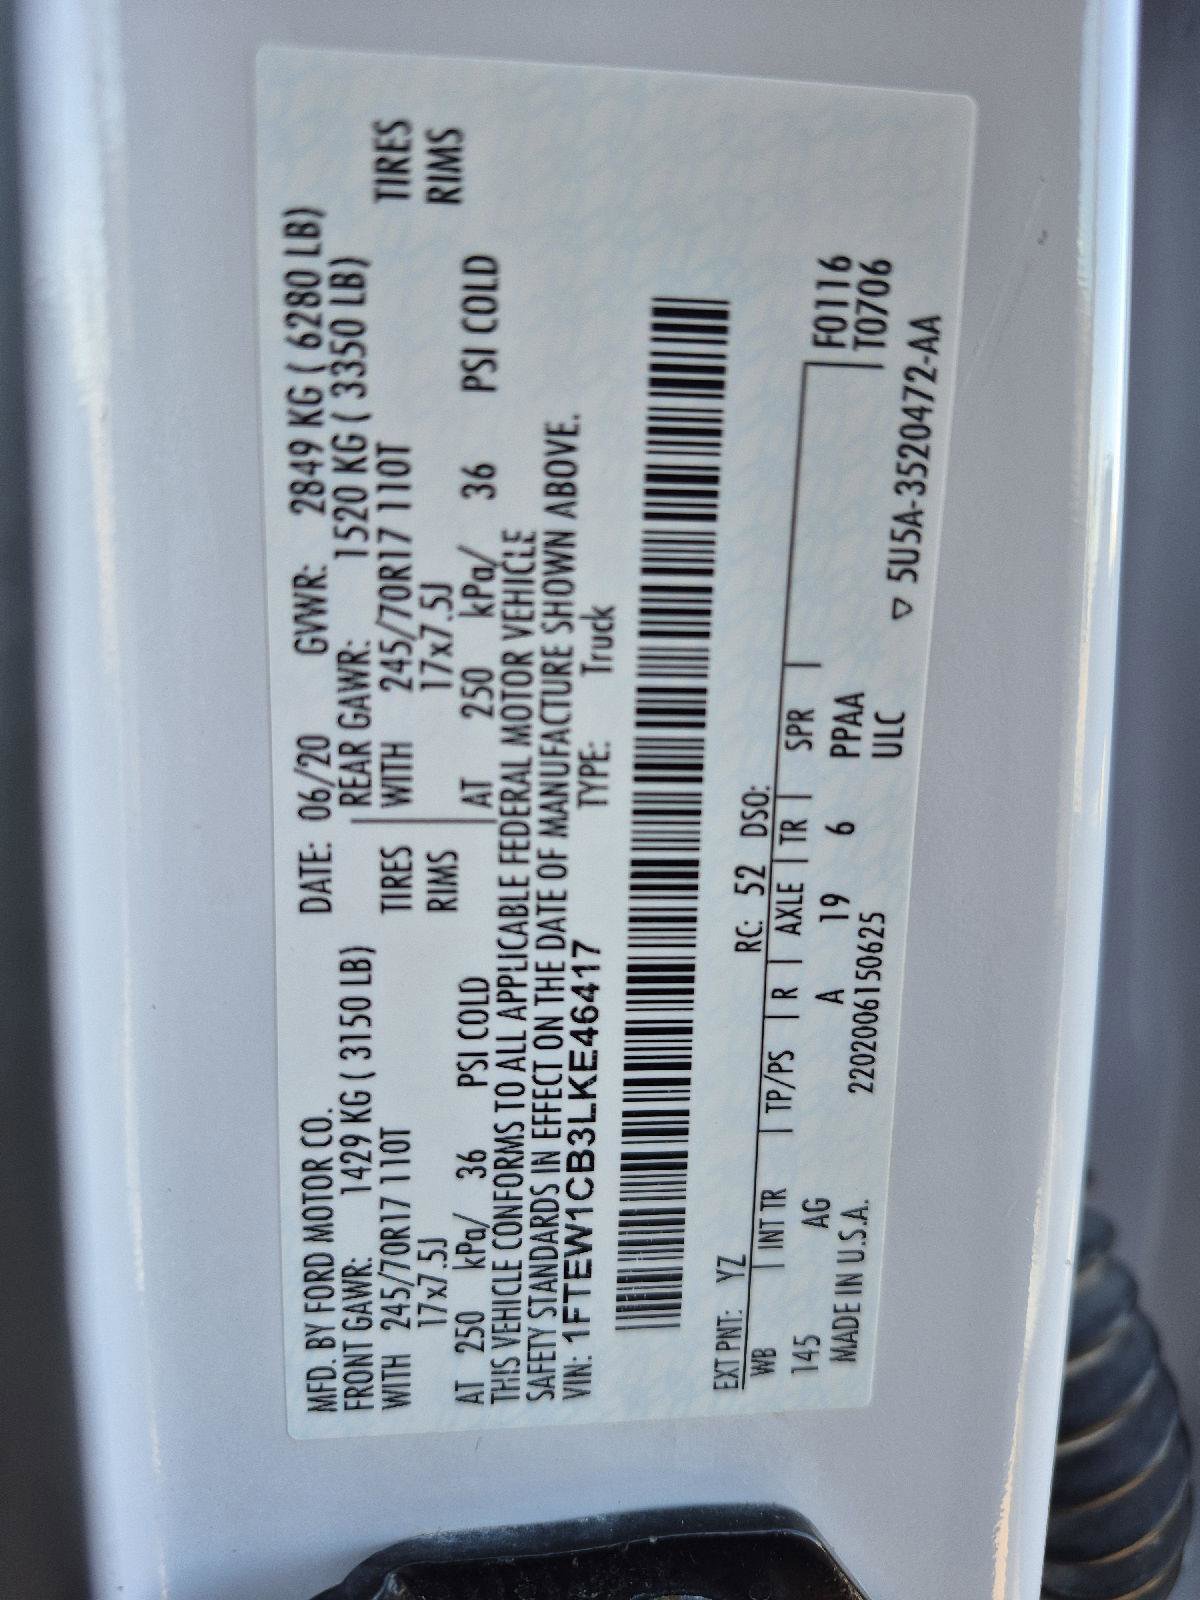 MFD. BY FORD MOTOR CO. DATE: 06/20 GVWR: 2849 KG ( 6280 LB)
FRONT GAWR: 1429 KG ( 3150 LB) REAR GAWR: 1520 KG ( 3350 LB)
WITH 245/70R17 110T TIRES WITH 245/70R17 110T TIRES
17x7.5J RIMS 17x7.5J RIMS
AT 250 kPa/ 36 PSI COLD AT 250 kPa/ 36 PSI COLD
THIS VEHICLE CONFORMS TO ALL APPLICABLE FEDERAL MOTOR VEHICLE
SAFETY STANDARDS IN EFFECT ON THE DATE OF MANUFACTURE SHOWN ABOVE.
VIN: 1FTEW1CB3LKE46417 TYPE: Truck
EXT PNT: YZ RC: 52 DSO:
WB INT TR TP/PS R AXLE TR SPR F0116
145 AG A 19 6 PPAA T0706
MADE IN U.S.A. 2202006150625 ULC
▽ 5U5A-3520472-AA